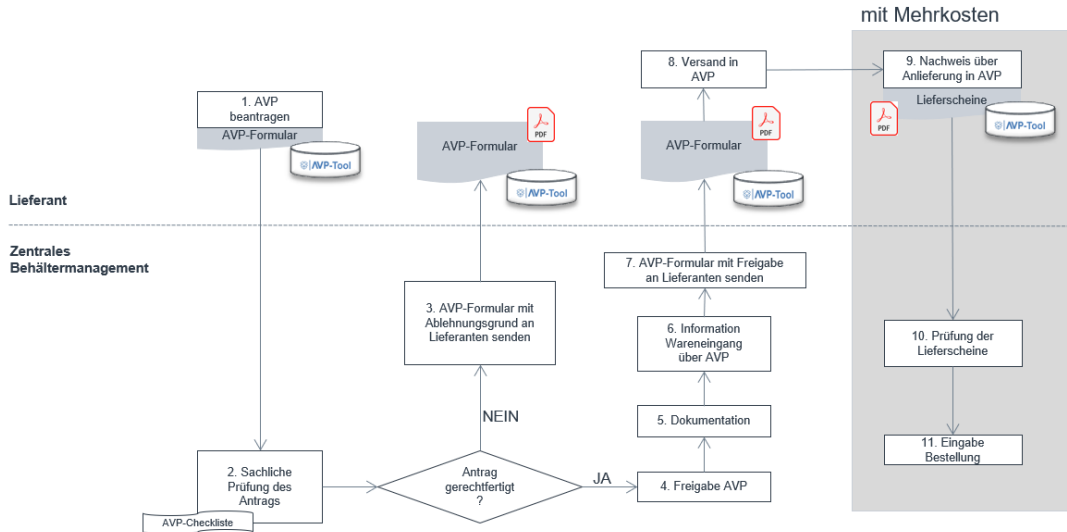 mit Mehrkosten
1. AVP
beantragen
AVP-Formular
AVP-Tool
AVP-Formular
PDF
AVP-Tool
8. Versand in
AVP
AVP-Formular
PDF
AVP-Tool
9. Nachweis über
Anlieferung in AVP
Lieferscheine
PDF
AVP-Tool
Lieferant
Zentrales
Behältermanagement
7. AVP-Formular mit Freigabe
an Lieferanten senden
3. AVP-Formular mit
Ablehnungsgrund an
Lieferanten senden
6. Information
Wareneingang
über AVP
10. Prüfung der
Lieferscheine
NEIN
5. Dokumentation
11. Eingabe
Bestellung
2. Sachliche
Prüfung des
Antrags
AVP-Checkliste
Antrag
gerechtfertigt
?
JA
4. Freigabe AVP